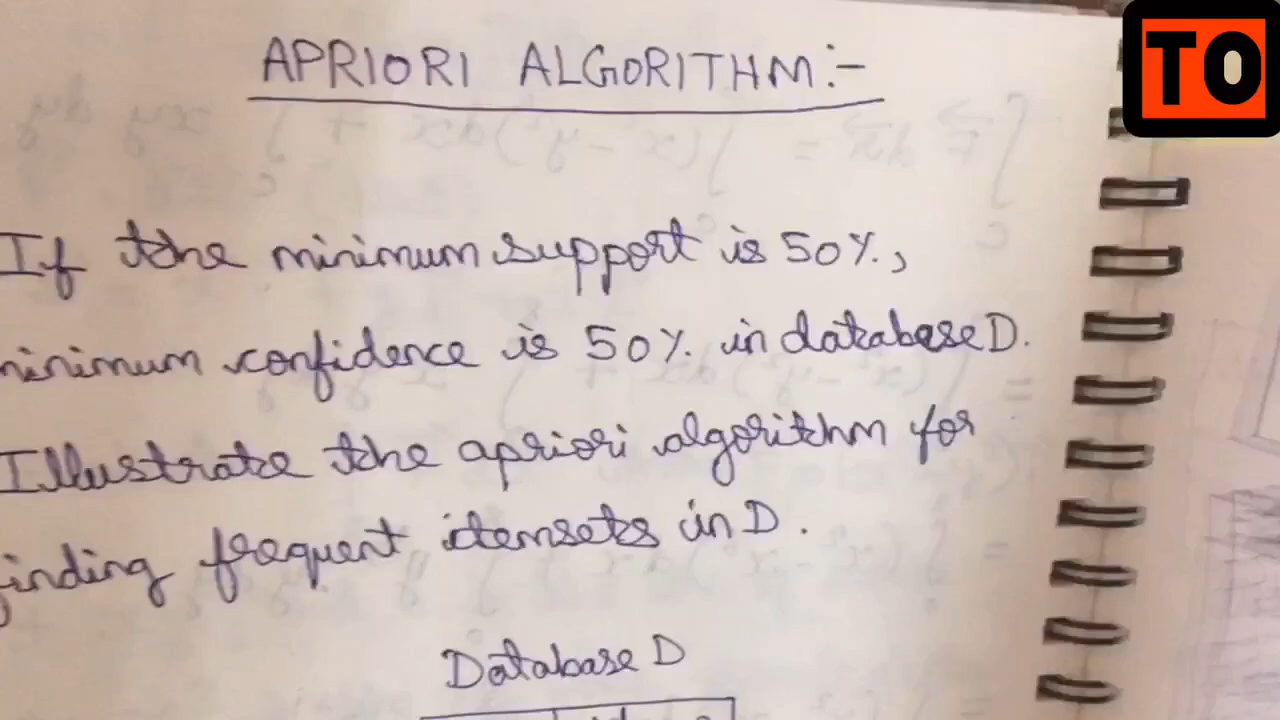 APRIORI ALGORITHM:-
TO
If the minimum support is 50%,
minimum confidence is 50% in database D.
Illustrate the apriori algorithm for
finding frequent itemsets in D.
Database D